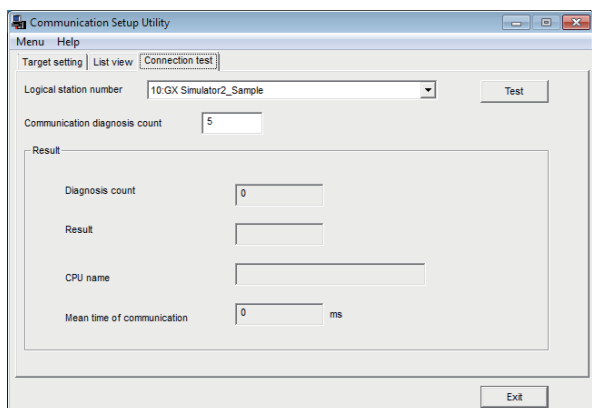 Communication Setup Utility
Menu Help
Target setting List view Connection test
Logical station number 10:GX Simulator2_Sample Test
Communication diagnosis count 5
Result
Diagnosis count 0
Result
CPU name
Mean time of communication 0 ms
Exit